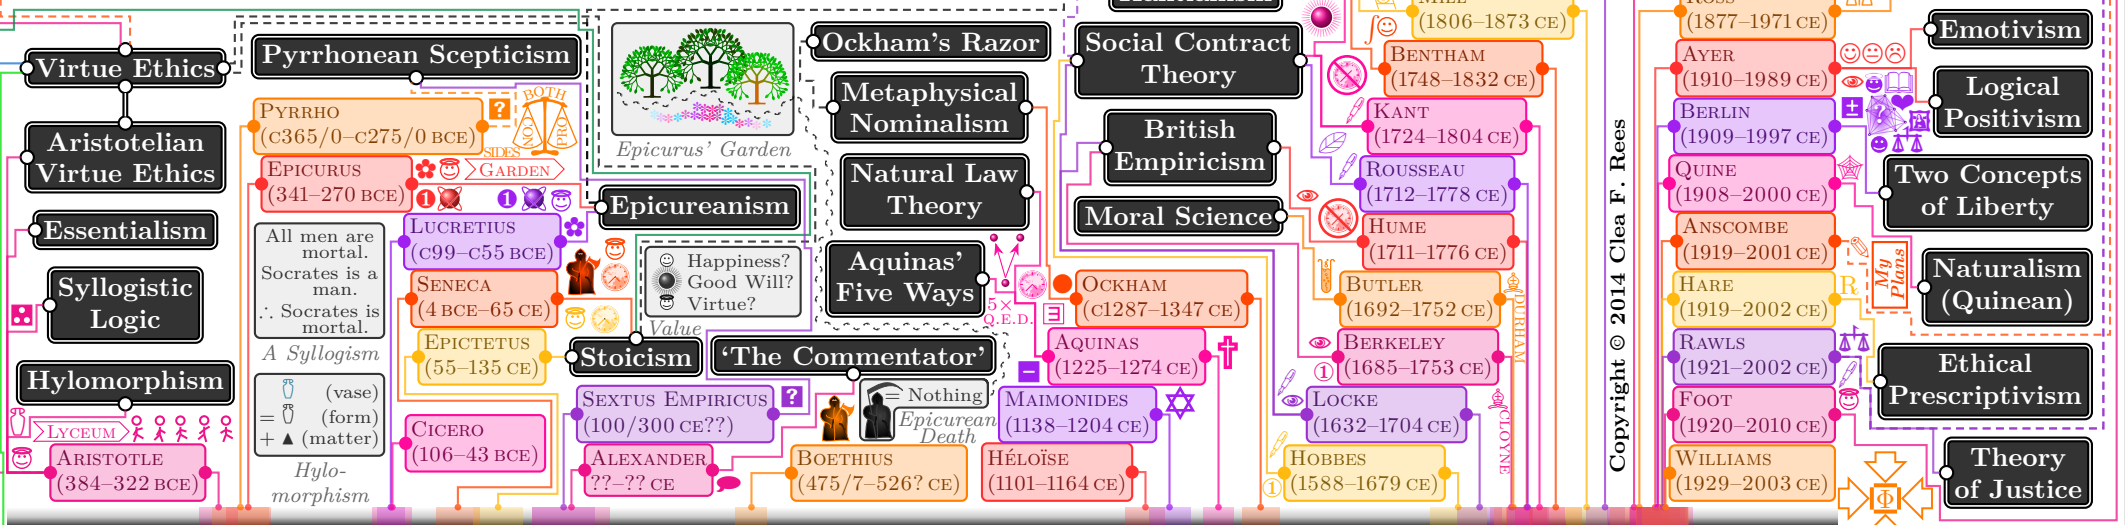 Virtue Ethics
Aristotelian
Virtue Ethics
Essentialism
Syllogistic
Logic
Hylomorphism
LYCEUM
ARISTOTLE
(384–322 BCE)
Pyrrhonean Scepticism
PYRRHO
(C365/0–C275/0 BCE)
?
BOTH
CON
PRO
SIDES
EPICURUS
(341–270 BCE)
GARDEN
1
1
All men are
mortal.
Socrates is a
man.
∴ Socrates is
mortal.
A Syllogism
(vase)
= (form)
+ ▲ (matter)
Hylo-
morphism
LUCRETIUS
(C99–C55 BCE)
SENECA
(4 BCE–65 CE)
EPICTETUS
(55–135 CE)
CICERO
(106–43 BCE)
Epicurus' Garden
Epicureanism
Happiness?
Good Will?
Virtue?
Value
Stoicism
SEXTUS EMPIRICUS
(100/300 CE??)
?
ALEXANDER
??–?? CE
'The Commentator'
= Nothing
Epicurean
Death
BOETHIUS
(475/7–526? CE)
Ockham's Razor
Metaphysical
Nominalism
Natural Law
Theory
Aquinas'
Five Ways
5×
Q.E.D.
∃
OCKHAM
(C1287–1347 CE)
AQUINAS
(1225–1274 CE)
MAIMONIDES
(1138–1204 CE)
HÉLOÏSE
(1101–1164 CE)
Social Contract
Theory
British
Empiricism
Moral Science
MILL
(1806–1873 CE)
BENTHAM
(1748–1832 CE)
KANT
(1724–1804 CE)
ROUSSEAU
(1712–1778 CE)
HUME
(1711–1776 CE)
BUTLER
(1692–1752 CE)
DURHAM
BERKELEY
(1685–1753 CE)
1
CLOYNE
LOCKE
(1632–1704 CE)
HOBBES
(1588–1679 CE)
1
Copyright © 2014 Clea F. Rees
ROSS
(1877–1971 CE)
AYER
(1910–1989 CE)
BERLIN
(1909–1997 CE)
±
QUINE
(1908–2000 CE)
ANSCOMBE
(1919–2001 CE)
My
Plans
HARE
(1919–2002 CE)
R
RAWLS
(1921–2002 CE)
FOOT
(1920–2010 CE)
WILLIAMS
(1929–2003 CE)
Φ
Emotivism
Logical
Positivism
Two Concepts
of Liberty
Naturalism
(Quinean)
Ethical
Prescriptivism
Theory
of Justice